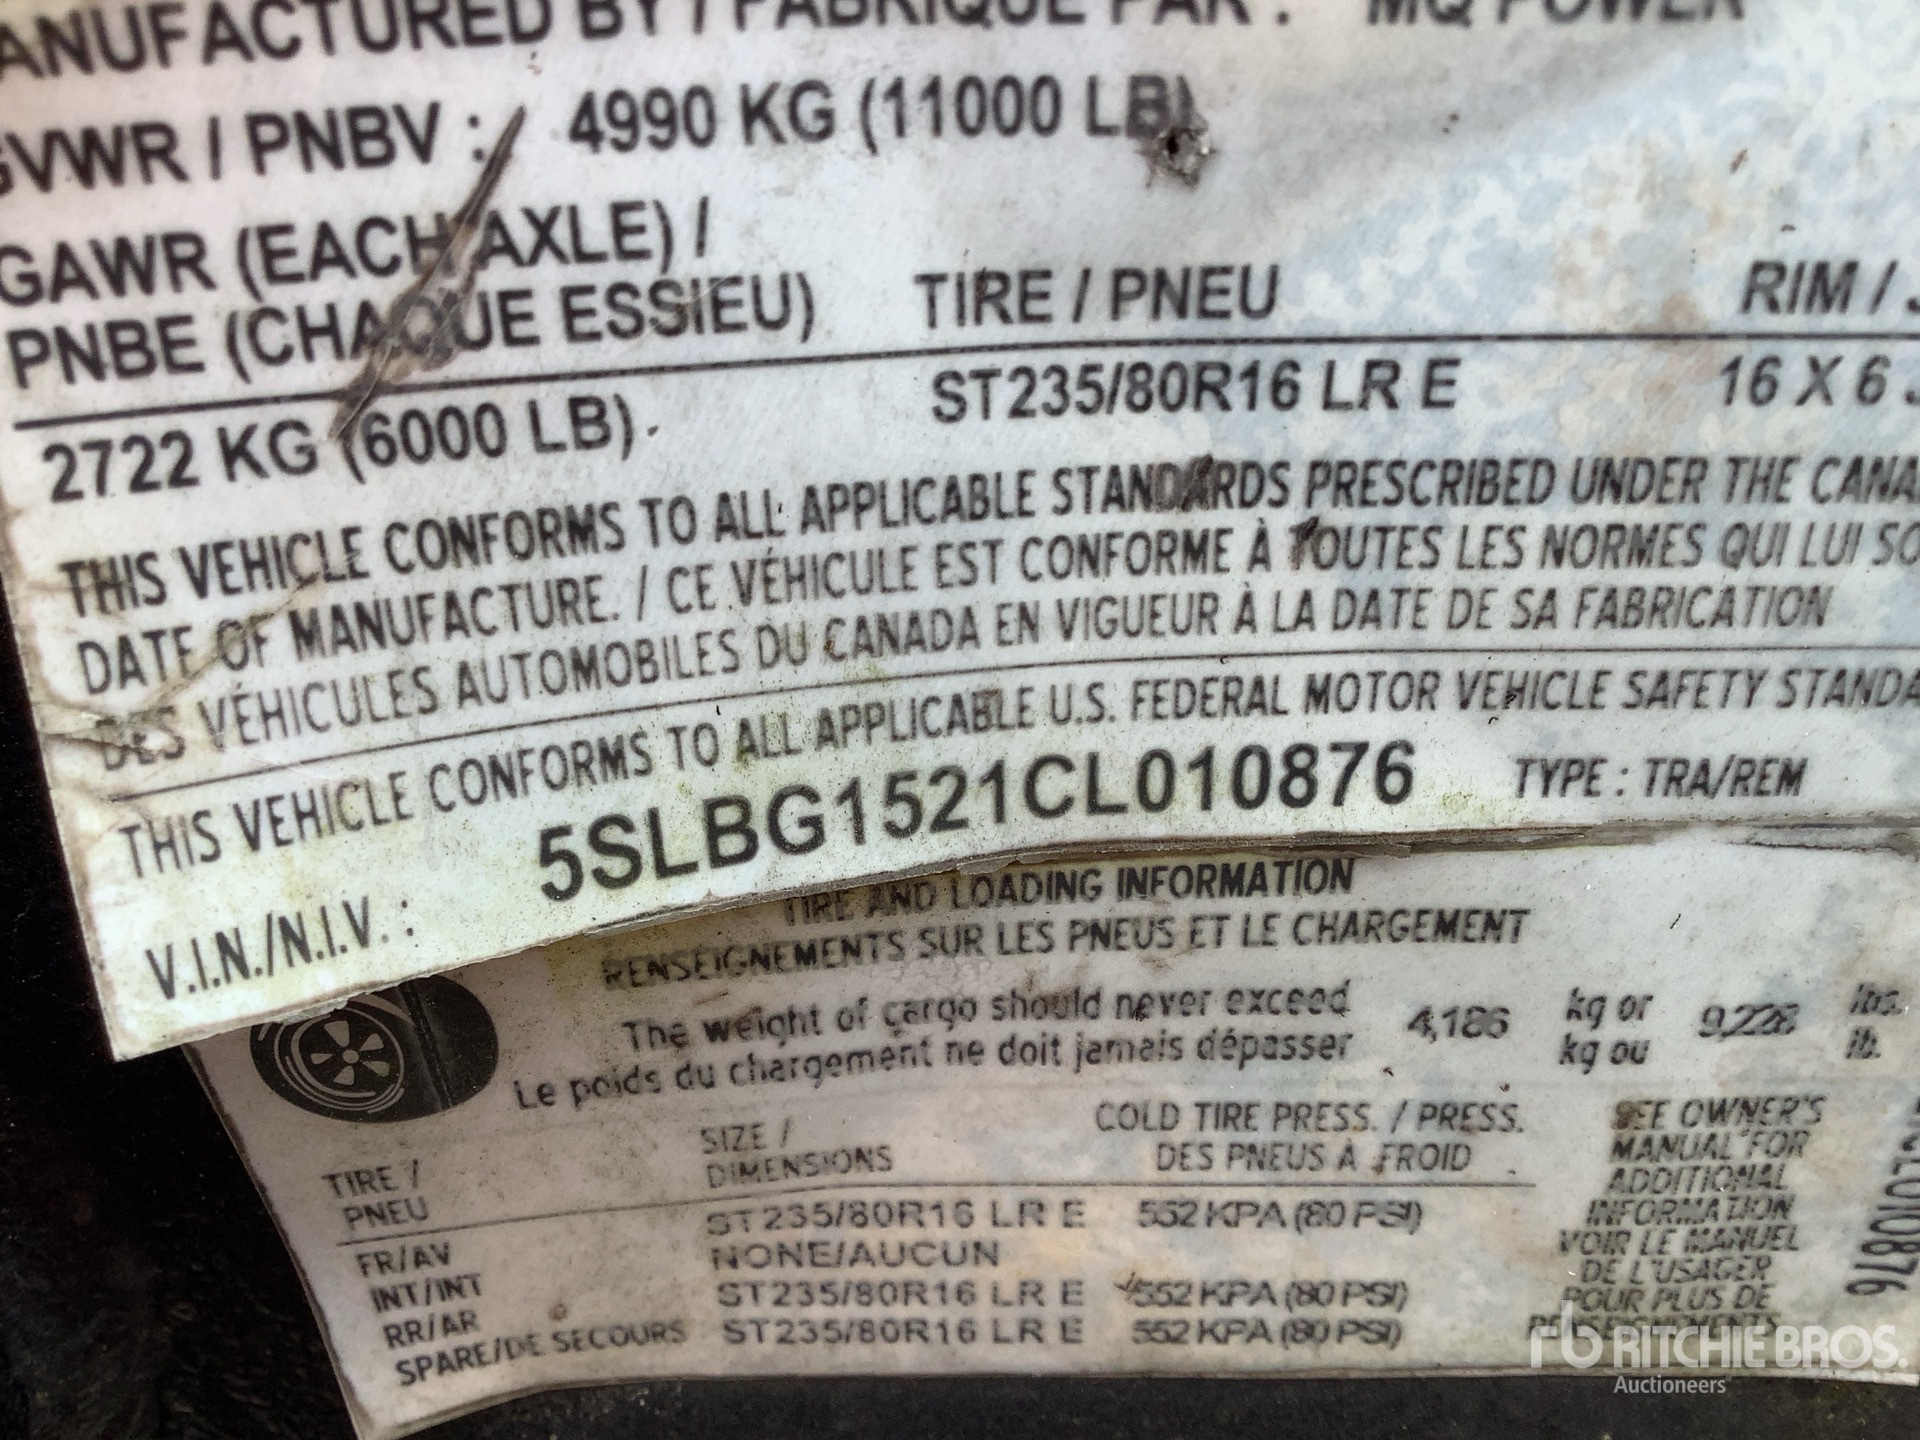 MANUFACTURED BY / FABRIQUÉ PAR : MQ POWER
GVWR / PNBV : 4990 KG (11000 LB)
GAWR (EACH AXLE) /
PNBE (CHAQUE ESSIEU) TIRE / PNEU RIM /
2722 KG (6000 LB) ST235/80R16 LR E 16 X 6
THIS VEHICLE CONFORMS TO ALL APPLICABLE STANDARDS PRESCRIBED UNDER THE CANA
DATE OF MANUFACTURE. / CE VÉHICULE EST CONFORME À TOUTES LES NORMES QUI LUI SO
DES VÉHICULES AUTOMOBILES DU CANADA EN VIGUEUR À LA DATE DE SA FABRICATION
THIS VEHICLE CONFORMS TO ALL APPLICABLE U.S. FEDERAL MOTOR VEHICLE SAFETY STANDA
V.I.N./N.I.V. : 5SLBG1521CL010876 TYPE : TRA/REM
TIRE AND LOADING INFORMATION
RENSEIGNEMENTS SUR LES PNEUS ET LE CHARGEMENT
The weight of cargo should never exceed 4,186 kg or 9,228 lbs.
Le poids du chargement ne doit jamais dépasser kg ou lb.
TIRE / PNEU
SIZE / DIMENSIONS
COLD TIRE PRESS. / PRESS.
DES PNEUS À FROID
FR/AV ST235/80R16 LR E 552 KPA (80 PSI)
INT/INT NONE/AUCUN
RR/AR ST235/80R16 LR E 552 KPA (80 PSI)
SPARE/DE SECOURS ST235/80R16 LR E 552 KPA (80 PSI)
SEE OWNER'S
MANUAL FOR
ADDITIONAL
INFORMATION
VOIR LE MANUEL
DE L'USAGER
POUR PLUS DE
RENSEIGNEMENTS
CL010876
rb RITCHIE BROS.
Auctioneers